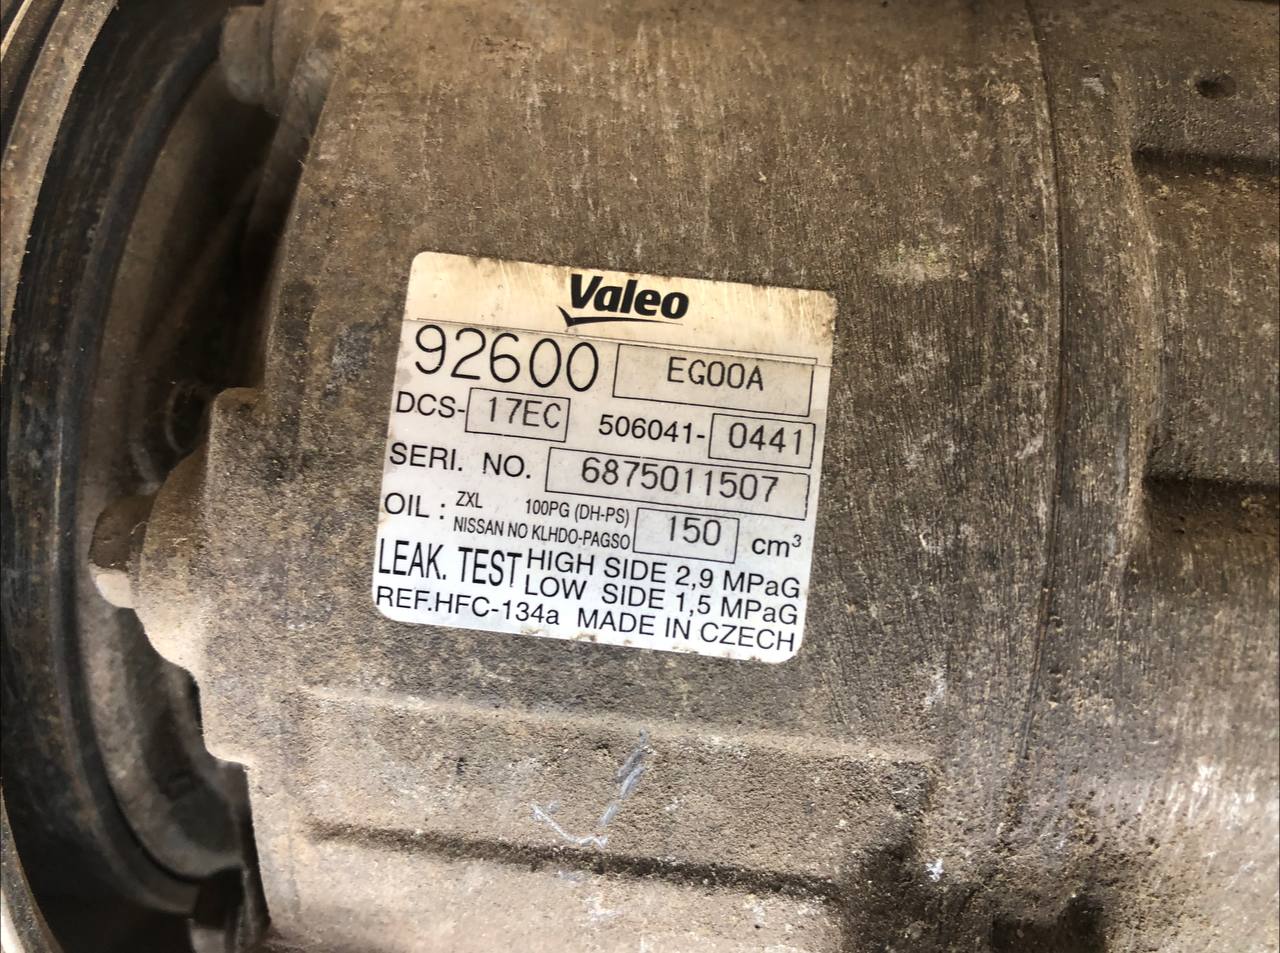 Valeo
92600 EG00A
DCS- 17EC 506041- 0441
SERI. NO. 6875011507
OIL : ZXL 100PG (DH-PS)
NISSAN NO KLHDO-PAGSO 150 cm³
LEAK. TEST HIGH SIDE 2,9 MPaG
LOW SIDE 1,5 MPaG
REF.HFC-134a MADE IN CZECH